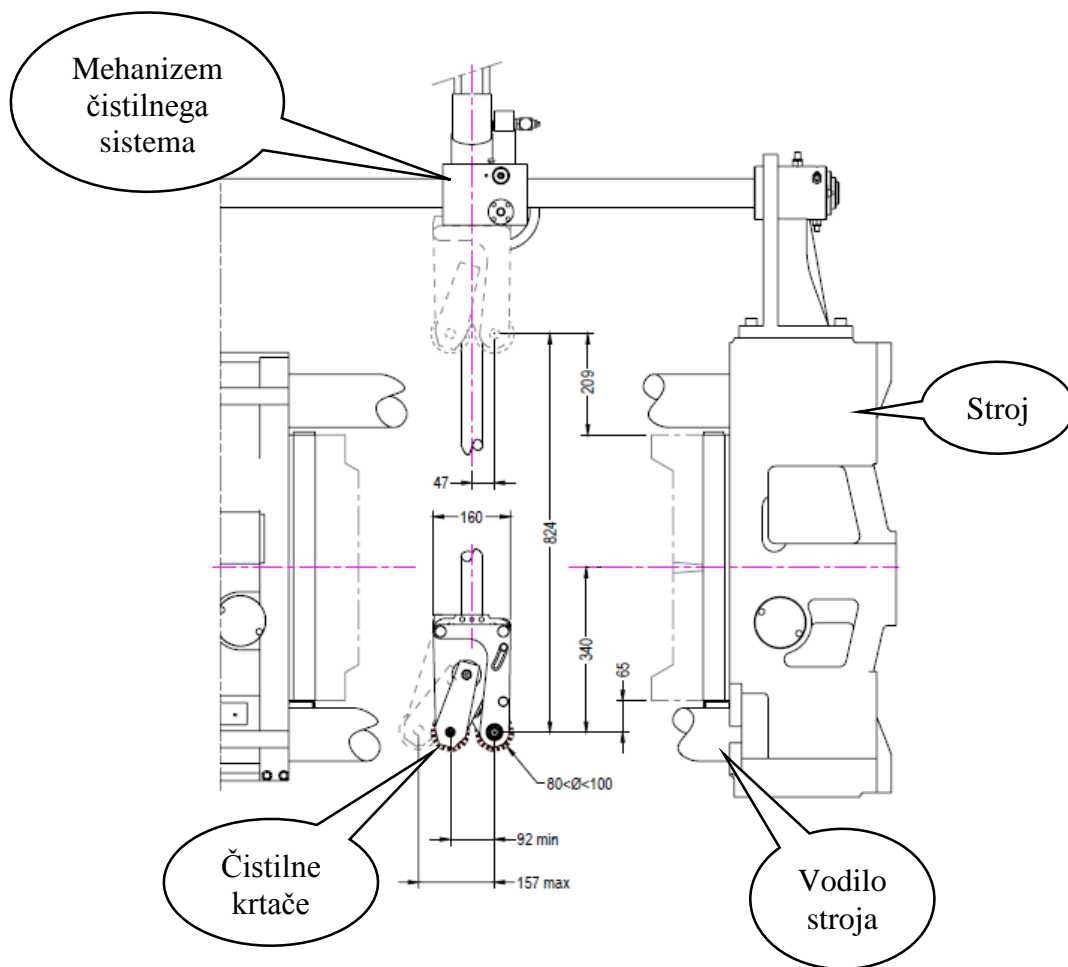 Mehanizem
čistilnega
sistema
Stroj
209
47
160
824
340
65
80<Ø<100
92 min
157 max
Čistilne
krtače
Vodilo
stroja